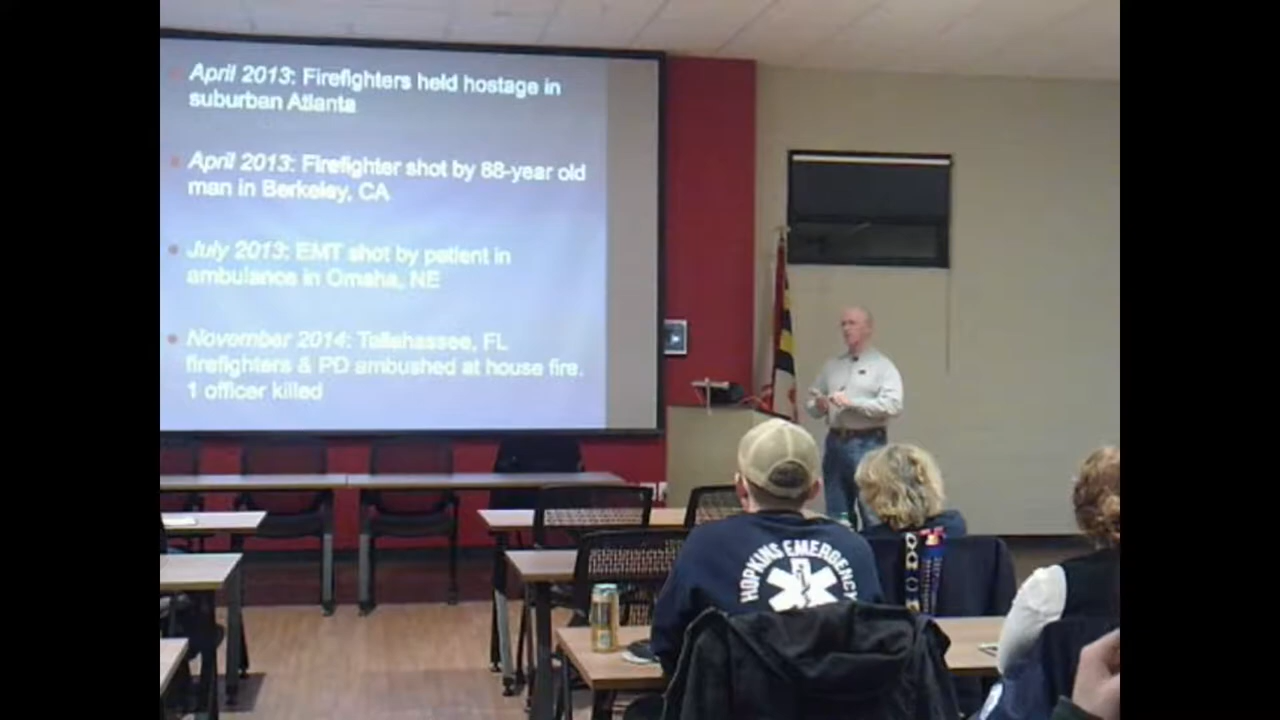 April 2013: Firefighters held hostage in
suburban Atlanta
April 2013: Firefighter shot by 88-year old
man in Berkeley, CA
July 2013: EMT shot by patient in
ambulance in Omaha, NE
November 2014: Tallahassee, FL
firefighters & PD ambushed at house fire.
1 officer killed
HOPKINS EMERGENCY